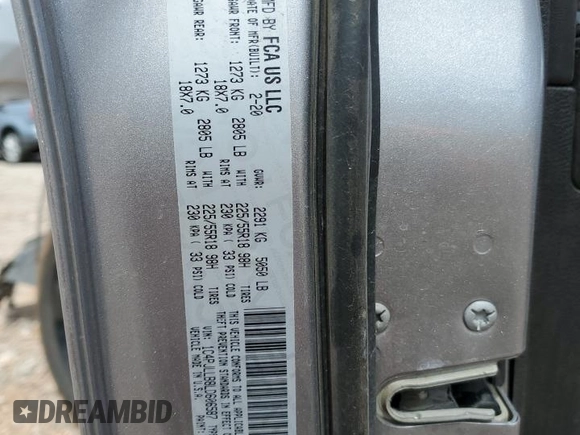 MFD BY FCA US LLC
DATE OF MFR(BUILT): 2-20
GVWR: 2291 KG 5050 LB
GAWR FRONT: 1273 KG 2805 LB WITH 225/55R18 98H TIRES
18X7.0 RIMS AT 230 KPA ( 33 PSI) COLD
GAWR REAR: 1273 KG 2805 LB WITH 225/55R18 98H TIRES
18X7.0 RIMS AT 230 KPA ( 33 PSI) COLD
THIS VEHICLE CONFORMS TO ALL APPLICABLE
THEFT PREVENTION STANDARDS IN EFFECT
VEHICLE MADE IN U.S.A.
PAINT:
DREAMBID